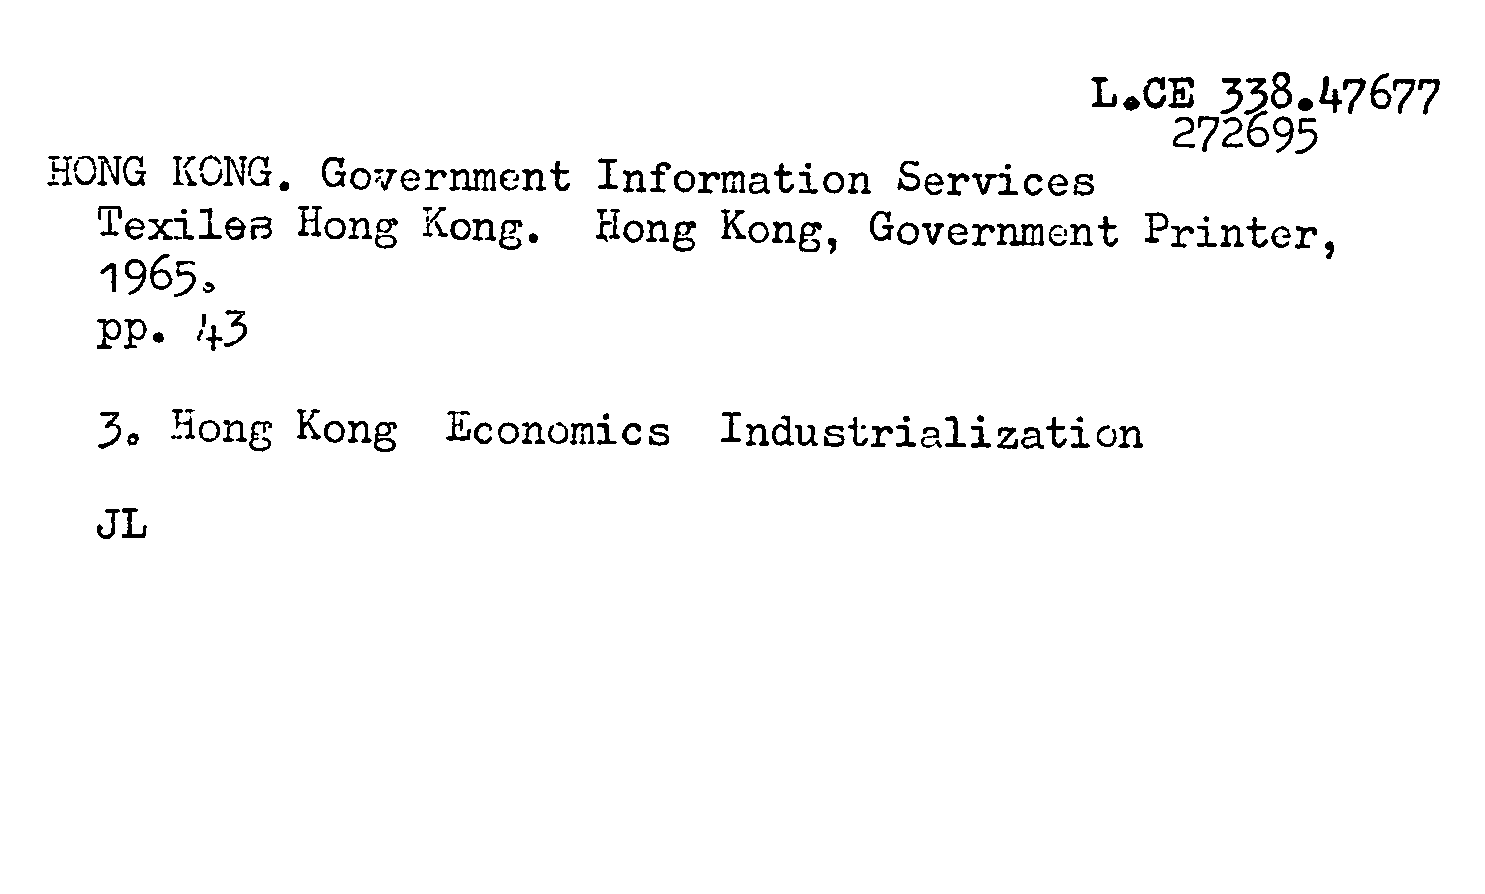 L.CE 338.47677
272695
HONG KONG. Government Information Services
Texiles Hong Kong. Hong Kong, Government Printer,
1965.
pp. 43
3. Hong Kong Economics Industrialization
JL